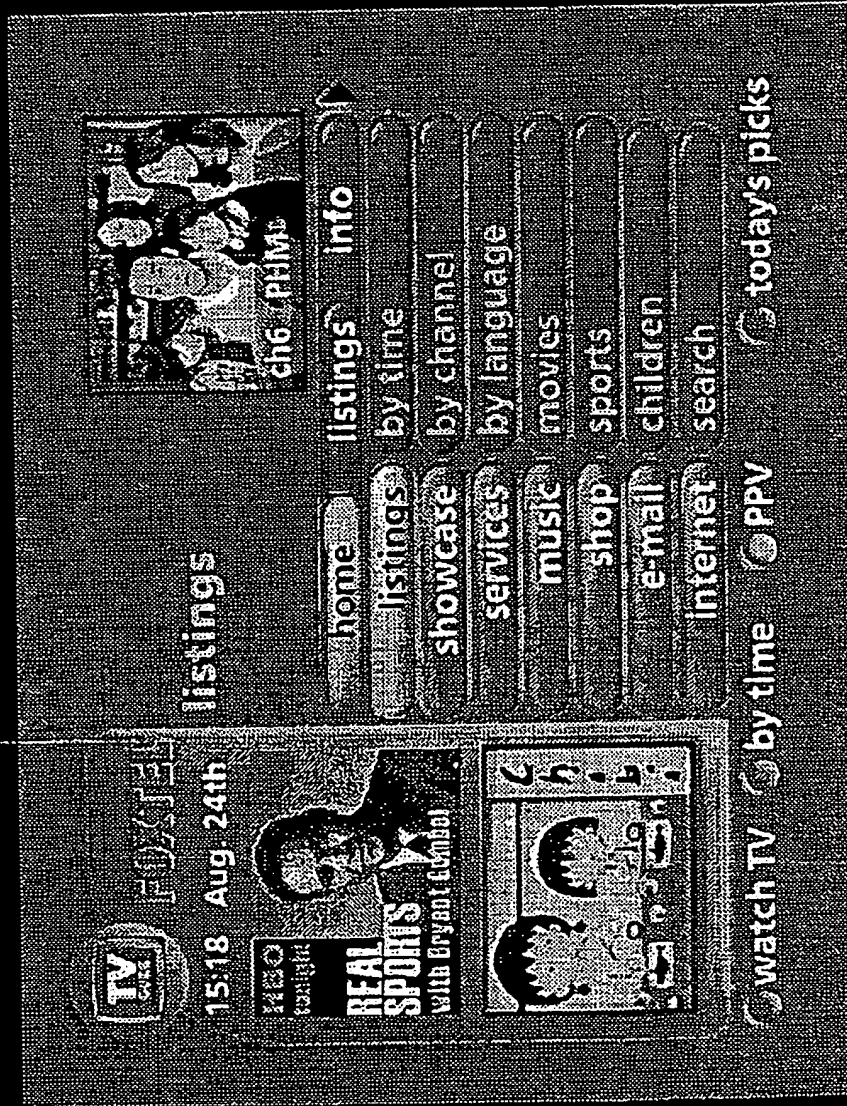 TV
GUIDE
FOXTEL
15:18 Aug. 24th
listings
ch6 /PHM
HBO
tonight
REAL
SPORTS
with Bryant Gumbel
home
listings
showcase
services
music
shop
e-mail
internet
listings info
by time
by channel
by language
movies
sports
children
search
watch TV
by time
PPV
today's picks